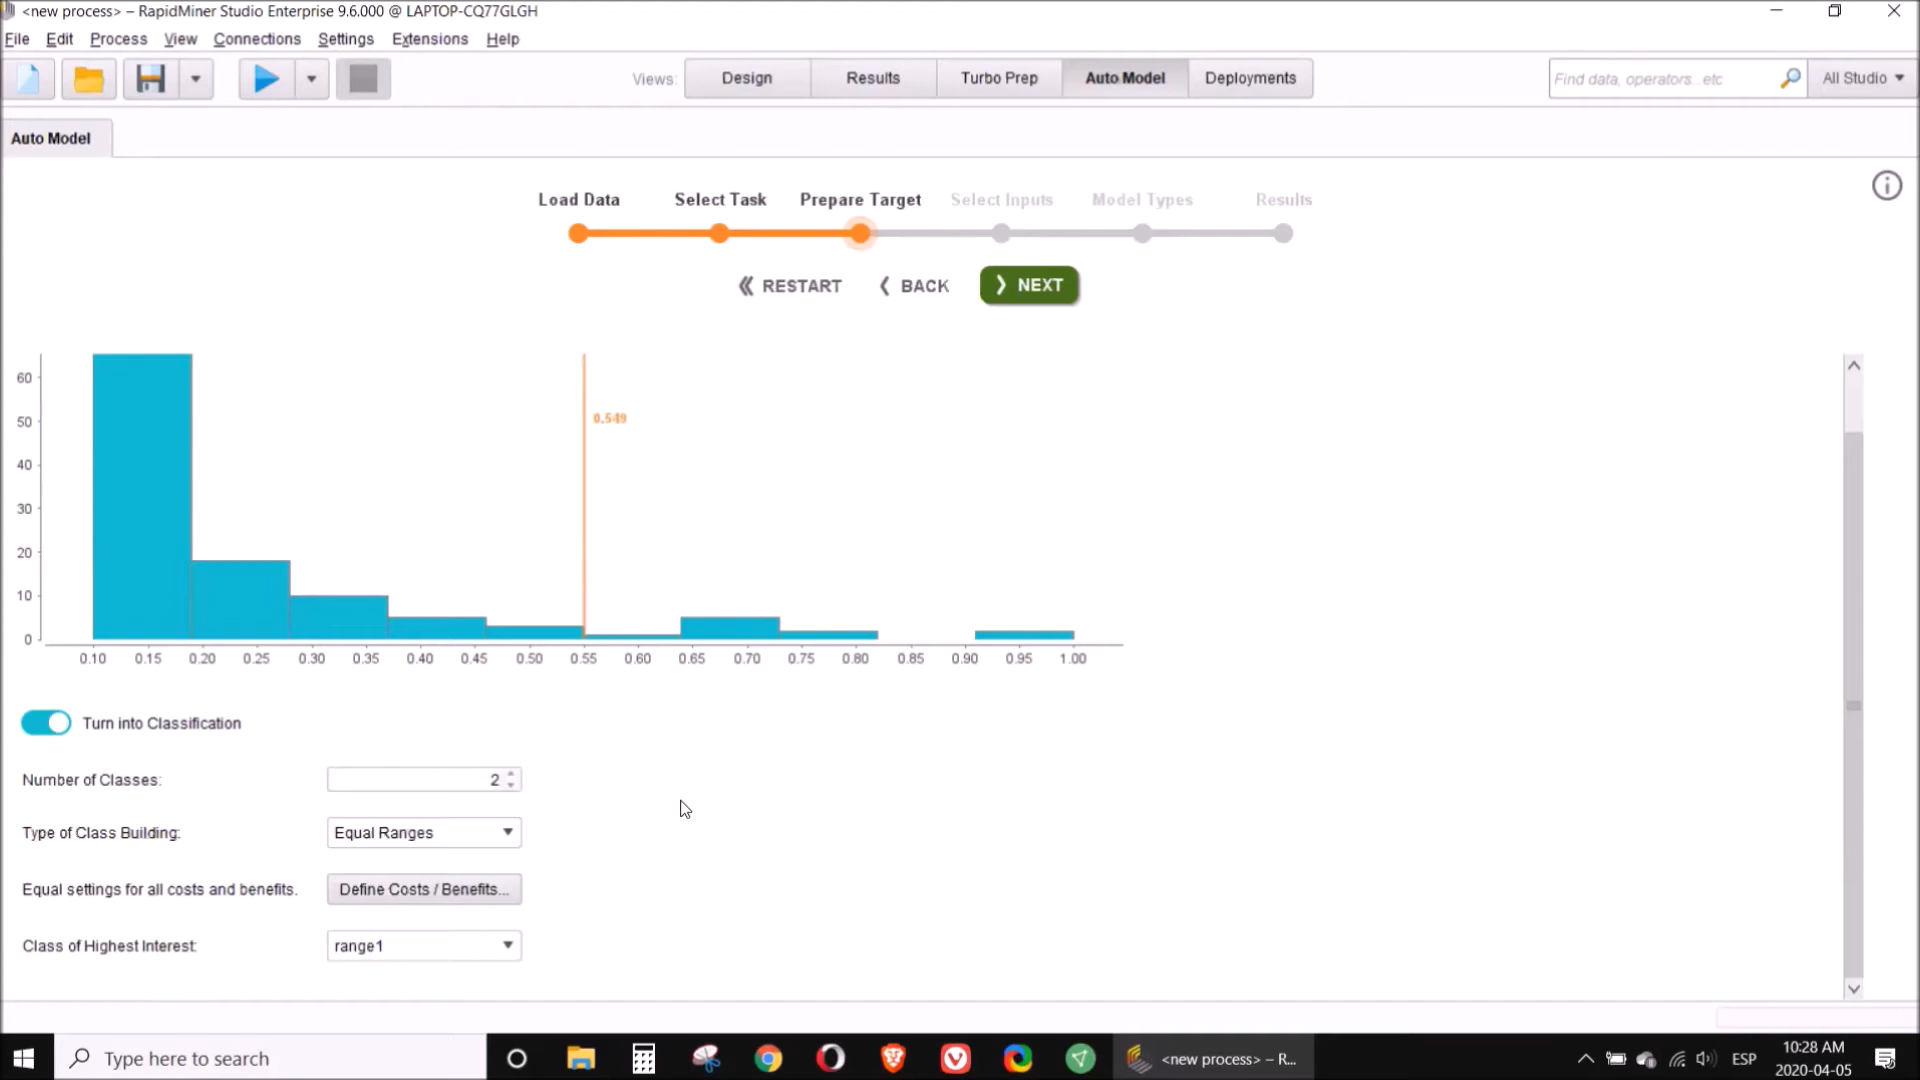 <new process> – RapidMiner Studio Enterprise 9.6.000 @ LAPTOP-CQ77GLGH
File Edit Process View Connections Settings Extensions Help
Views: Design Results Turbo Prep Auto Model Deployments Find data, operators...etc All Studio
Auto Model
Load Data Select Task Prepare Target Select Inputs Model Types Results
RESTART BACK NEXT
60
50
0.549
40
30
20
10
0
0.10 0.15 0.20 0.25 0.30 0.35 0.40 0.45 0.50 0.55 0.60 0.65 0.70 0.75 0.80 0.85 0.90 0.95 1.00
Turn into Classification
Number of Classes: 2
Type of Class Building: Equal Ranges
Equal settings for all costs and benefits. Define Costs / Benefits...
Class of Highest Interest: range1
Type here to search <new process> – R... ESP 10:28 AM
2020-04-05